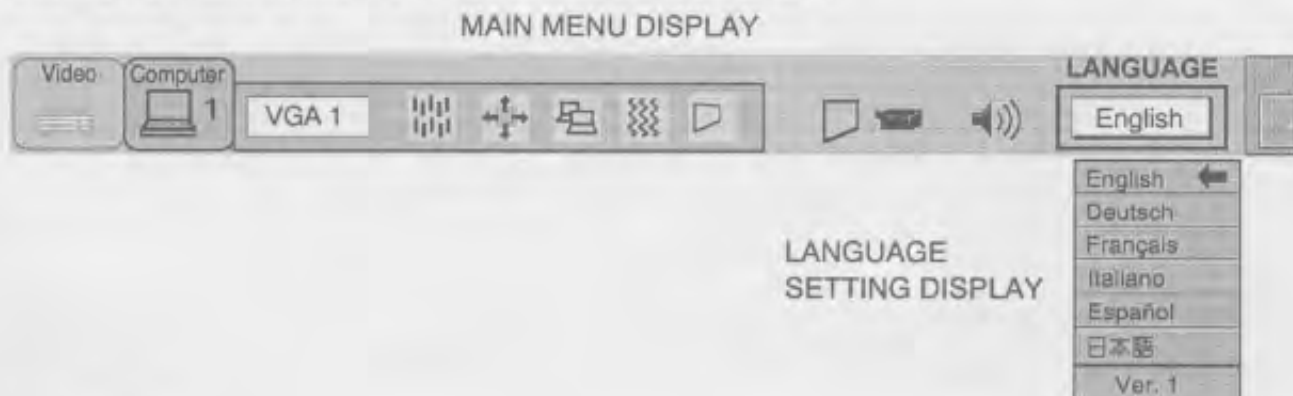 MAIN MENU DISPLAY
Video
Computer
1
VGA 1
LANGUAGE
English
English
Deutsch
Français
Italiano
Español
日本語
Ver. 1
LANGUAGE
SETTING DISPLAY